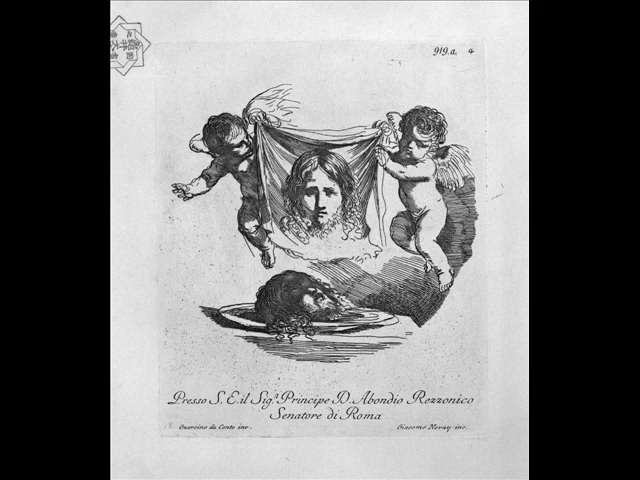 919.a. 4
Presso S. E. il Sig.ᵉ Principe D. Abondio Rezzonico
Senatore di Roma
Guercino da Cento inv.
Giacomo Nevay inc.